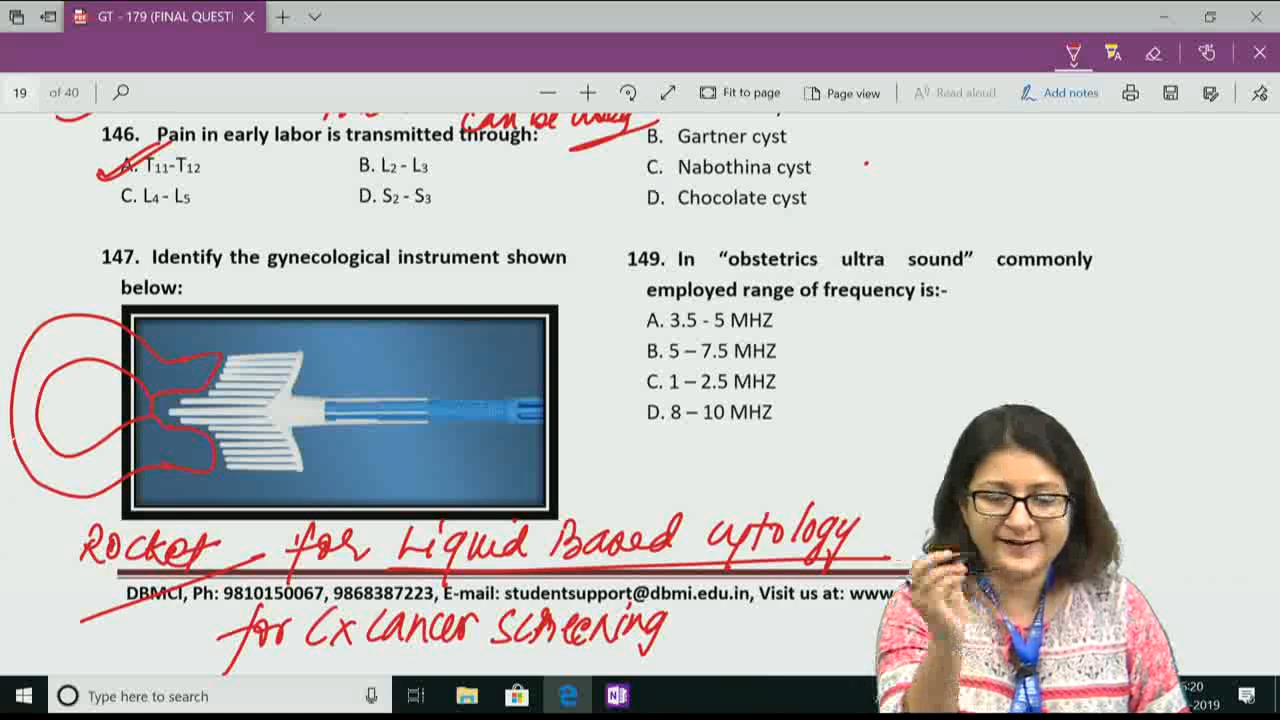 GT - 179 (FINAL QUESTI
19 of 40
Fit to page
Page view
Read aloud
Add notes
can be
146. Pain in early labor is transmitted through:
A. T11-T12 B. L2 - L3
C. L4 - L5 D. S2 - S3
147. Identify the gynecological instrument shown
below:
Rocket - for Liquid Based cytology
for Cx cancer screening
B. Gartner cyst
C. Nabothina cyst
D. Chocolate cyst
149. In “obstetrics ultra sound” commonly
employed range of frequency is:-
A. 3.5 - 5 MHZ
B. 5 – 7.5 MHZ
C. 1 – 2.5 MHZ
D. 8 – 10 MHZ
DBMCI, Ph: 9810150067, 9868387223, E-mail: studentsupport@dbmi.edu.in, Visit us at: www
Type here to search
:20
-2019